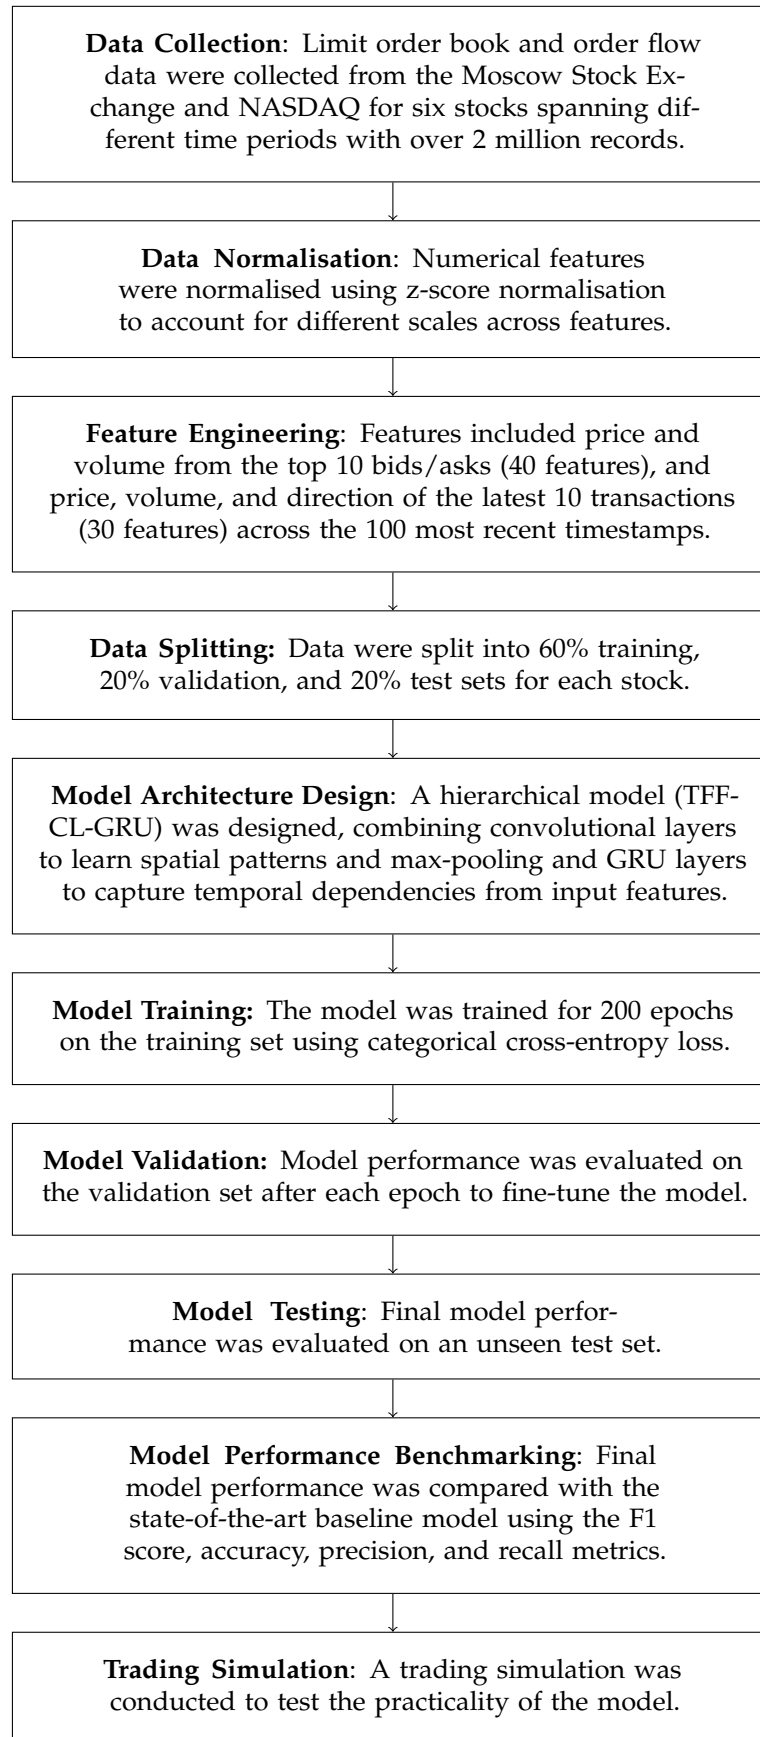 Data Collection: Limit order book and order flow
data were collected from the Moscow Stock Ex-
change and NASDAQ for six stocks spanning dif-
ferent time periods with over 2 million records.
Data Normalisation: Numerical features
were normalised using z-score normalisation
to account for different scales across features.
Feature Engineering: Features included price and
volume from the top 10 bids/asks (40 features), and
price, volume, and direction of the latest 10 transactions
(30 features) across the 100 most recent timestamps.
Data Splitting: Data were split into 60% training,
20% validation, and 20% test sets for each stock.
Model Architecture Design: A hierarchical model (TFF-
CL-GRU) was designed, combining convolutional layers
to learn spatial patterns and max-pooling and GRU layers
to capture temporal dependencies from input features.
Model Training: The model was trained for 200 epochs
on the training set using categorical cross-entropy loss.
Model Validation: Model performance was evaluated on
the validation set after each epoch to fine-tune the model.
Model Testing: Final model perfor-
mance was evaluated on an unseen test set.
Model Performance Benchmarking: Final
model performance was compared with the
state-of-the-art baseline model using the F1
score, accuracy, precision, and recall metrics.
Trading Simulation: A trading simulation was
conducted to test the practicality of the model.